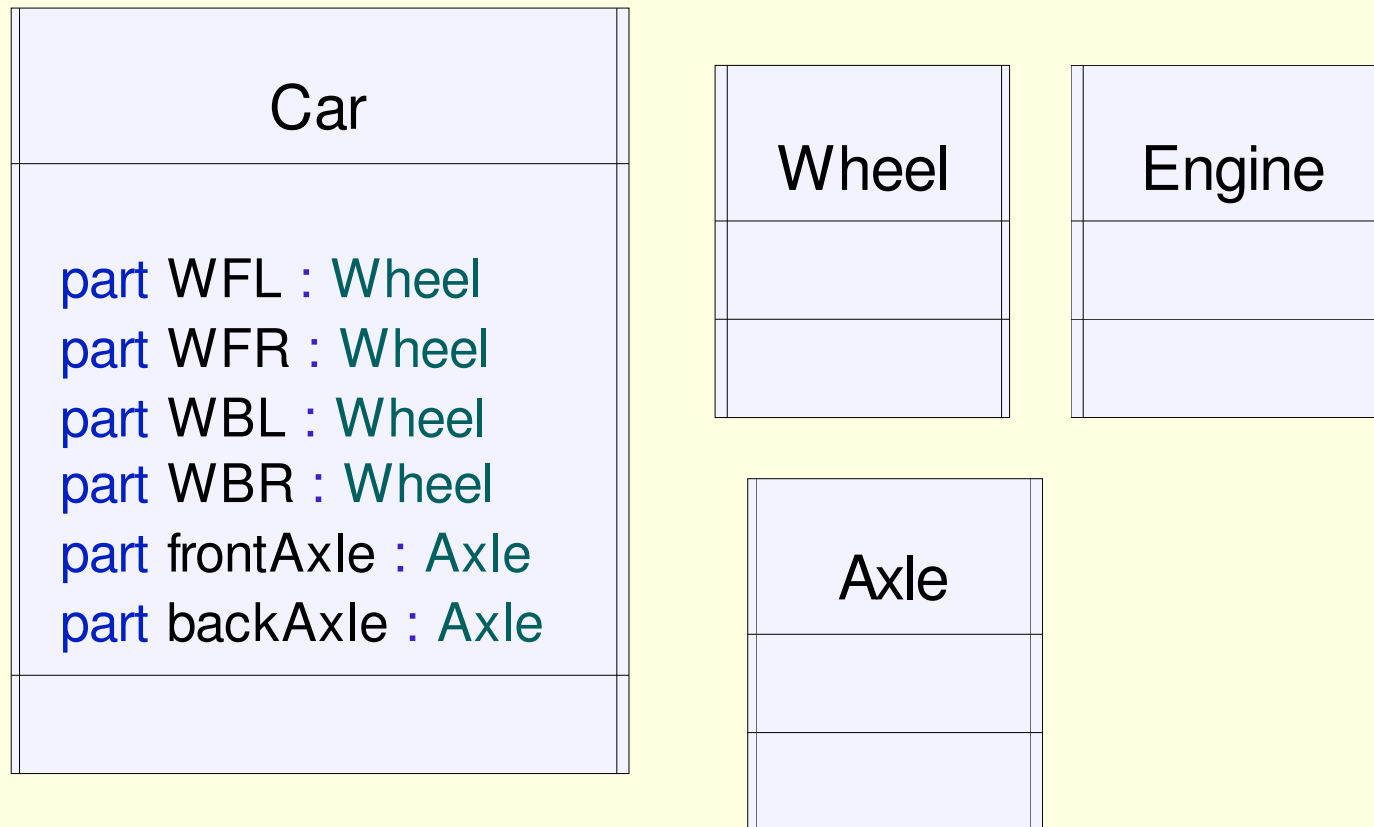 Car
part WFL : Wheel
part WFR : Wheel
part WBL : Wheel
part WBR : Wheel
part frontAxle : Axle
part backAxle : Axle
Wheel
Engine
Axle